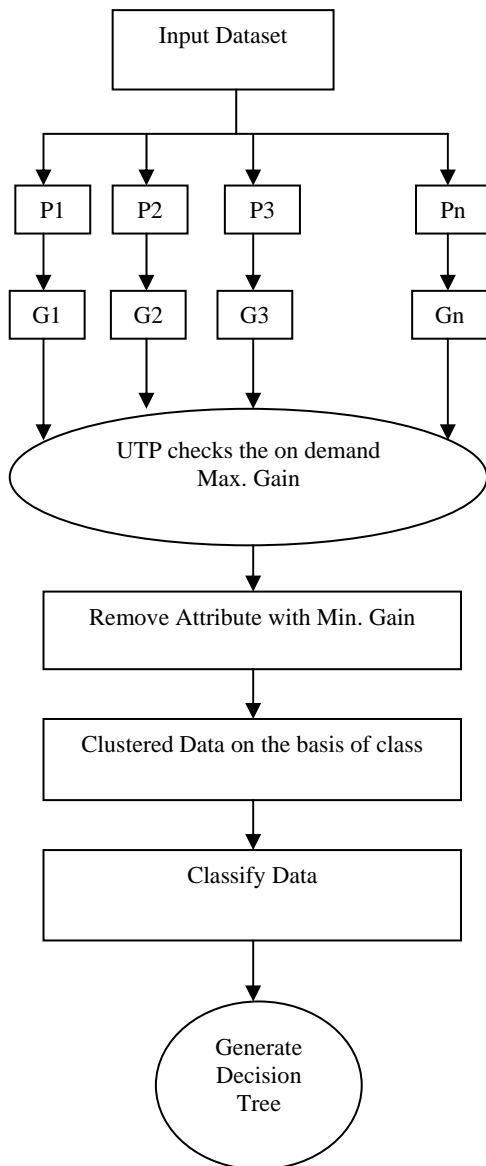 Input Dataset
P1 P2 P3 Pn
G1 G2 G3 Gn
UTP checks the on demand
Max. Gain
Remove Attribute with Min. Gain
Clustered Data on the basis of class
Classify Data
Generate
Decision
Tree